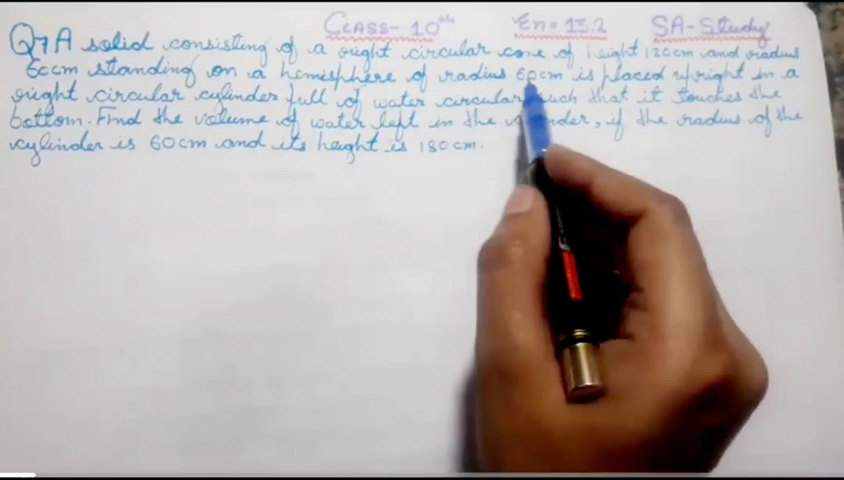 Class-10th Ex=13.2 SA-Study
Q7 A solid consisting of a right circular cone of height 120cm and radius
60cm standing on a hemisphere of radius 60cm is placed upright in a
right circular cylinder full of water circular such that it touches the
bottom. Find the volume of water left in the if the radius of the
cylinder is 60cm and its height is 180cm.